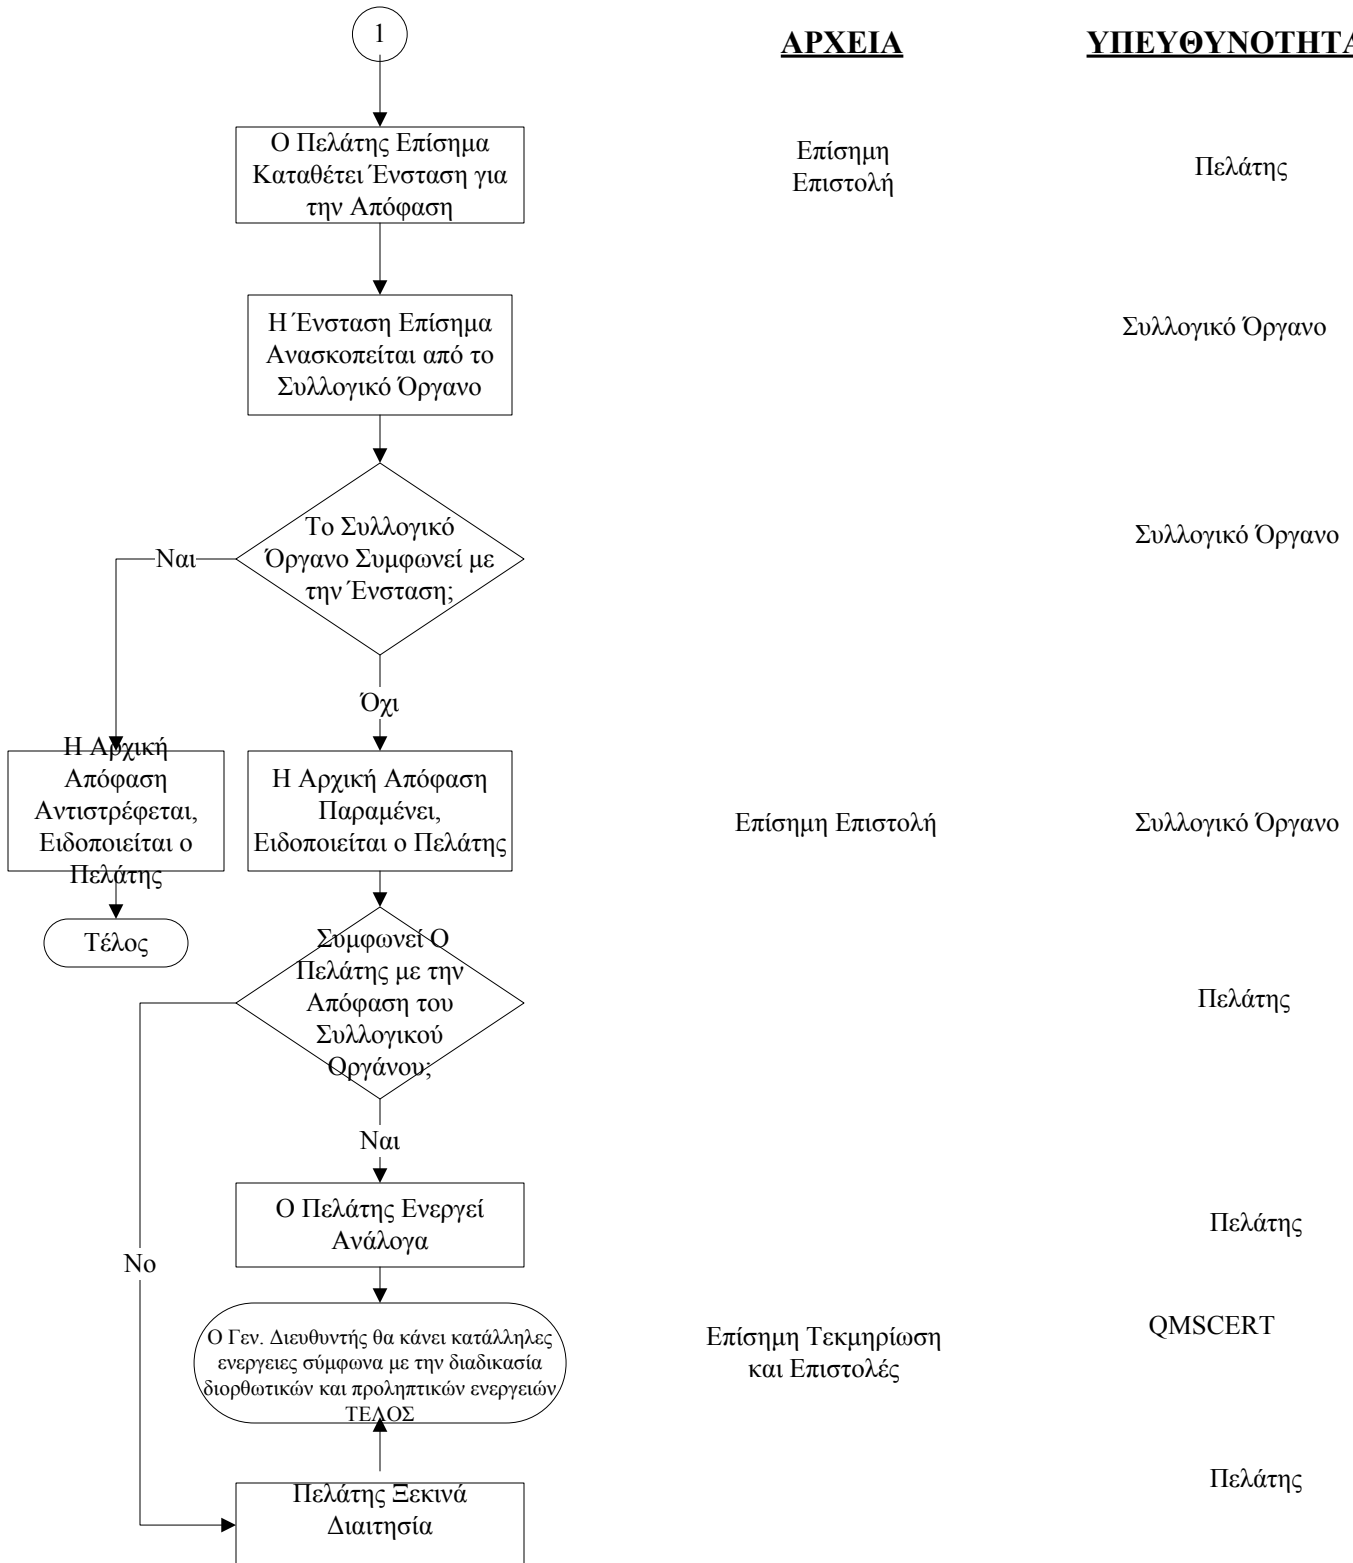 1
ΑΡΧΕΙΑ
ΥΠΕΥΘΥΝΟΤΗΤΑ
Ο Πελάτης Επίσημα
Καταθέτει Ένσταση για
την Απόφαση
Επίσημη
Επιστολή
Πελάτης
Η Ένσταση Επίσημα
Ανασκοπείται από το
Συλλογικό Όργανο
Συλλογικό Όργανο
Το Συλλογικό
Όργανο Συμφωνεί με
την Ένσταση;
Συλλογικό Όργανο
Ναι
Όχι
Η Αρχική
Απόφαση
Αντιστρέφεται,
Ειδοποιείται ο
Πελάτης
Η Αρχική Απόφαση
Παραμένει,
Ειδοποιείται ο Πελάτης
Επίσημη Επιστολή
Συλλογικό Όργανο
Τέλος
Συμφωνεί Ο
Πελάτης με την
Απόφαση του
Συλλογικού
Οργάνου;
Πελάτης
Ναι
Ο Πελάτης Ενεργεί
Ανάλογα
Πελάτης
No
Ο Γεν. Διευθυντής θα κάνει κατάλληλες
ενεργειες σύμφωνα με την διαδικασία
διορθωτικών και προληπτικών ενεργειών
ΤΕΛΟΣ
Επίσημη Τεκμηρίωση
και Επιστολές
QMSCERT
Πελάτης Ξεκινά
Διαιτησία
Πελάτης